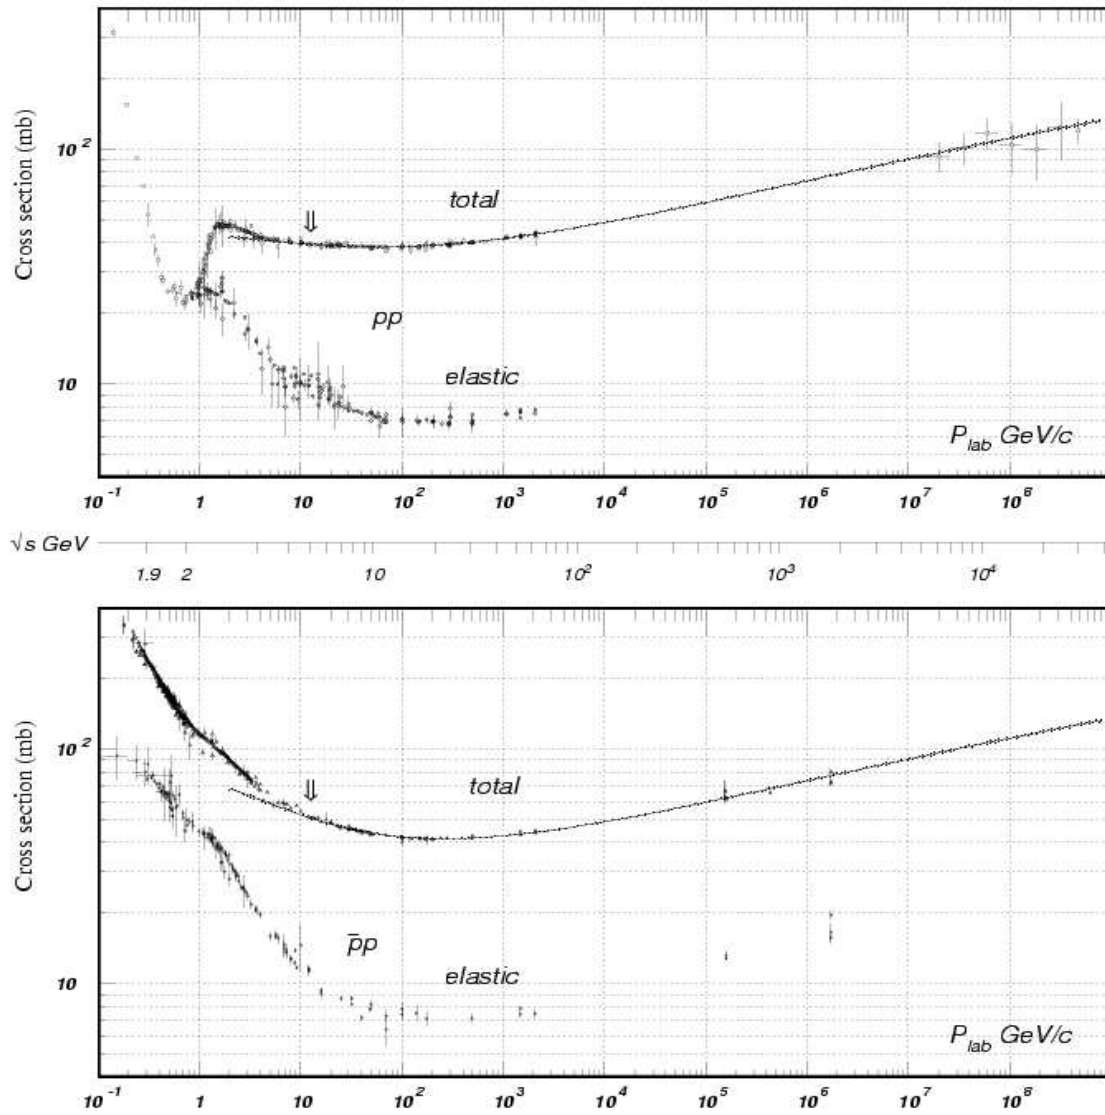 Cross section (mb)
10²
10
total
⇓
pp
elastic
P_lab GeV/c
10⁻¹ 1 10 10² 10³ 10⁴ 10⁵ 10⁶ 10⁷ 10⁸
√s GeV
1.9 2 10 10² 10³ 10⁴
Cross section (mb)
10²
10
total
⇓
p̅p
elastic
P_lab GeV/c
10⁻¹ 1 10 10² 10³ 10⁴ 10⁵ 10⁶ 10⁷ 10⁸